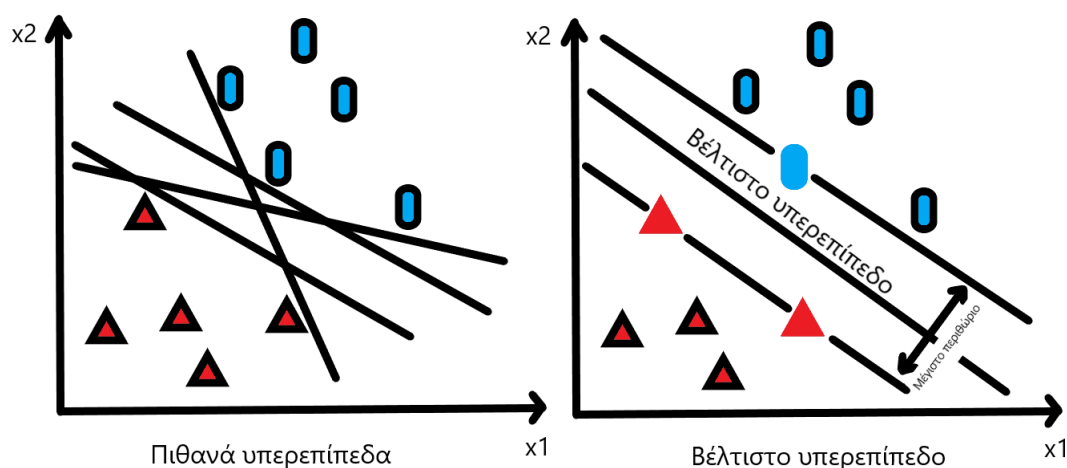 x2
x1
Πιθανά υπερεπίπεδα
x2
Βέλτιστο υπερεπίπεδο
Μέγιστο περιθώριο
x1
Βέλτιστο υπερεπίπεδο